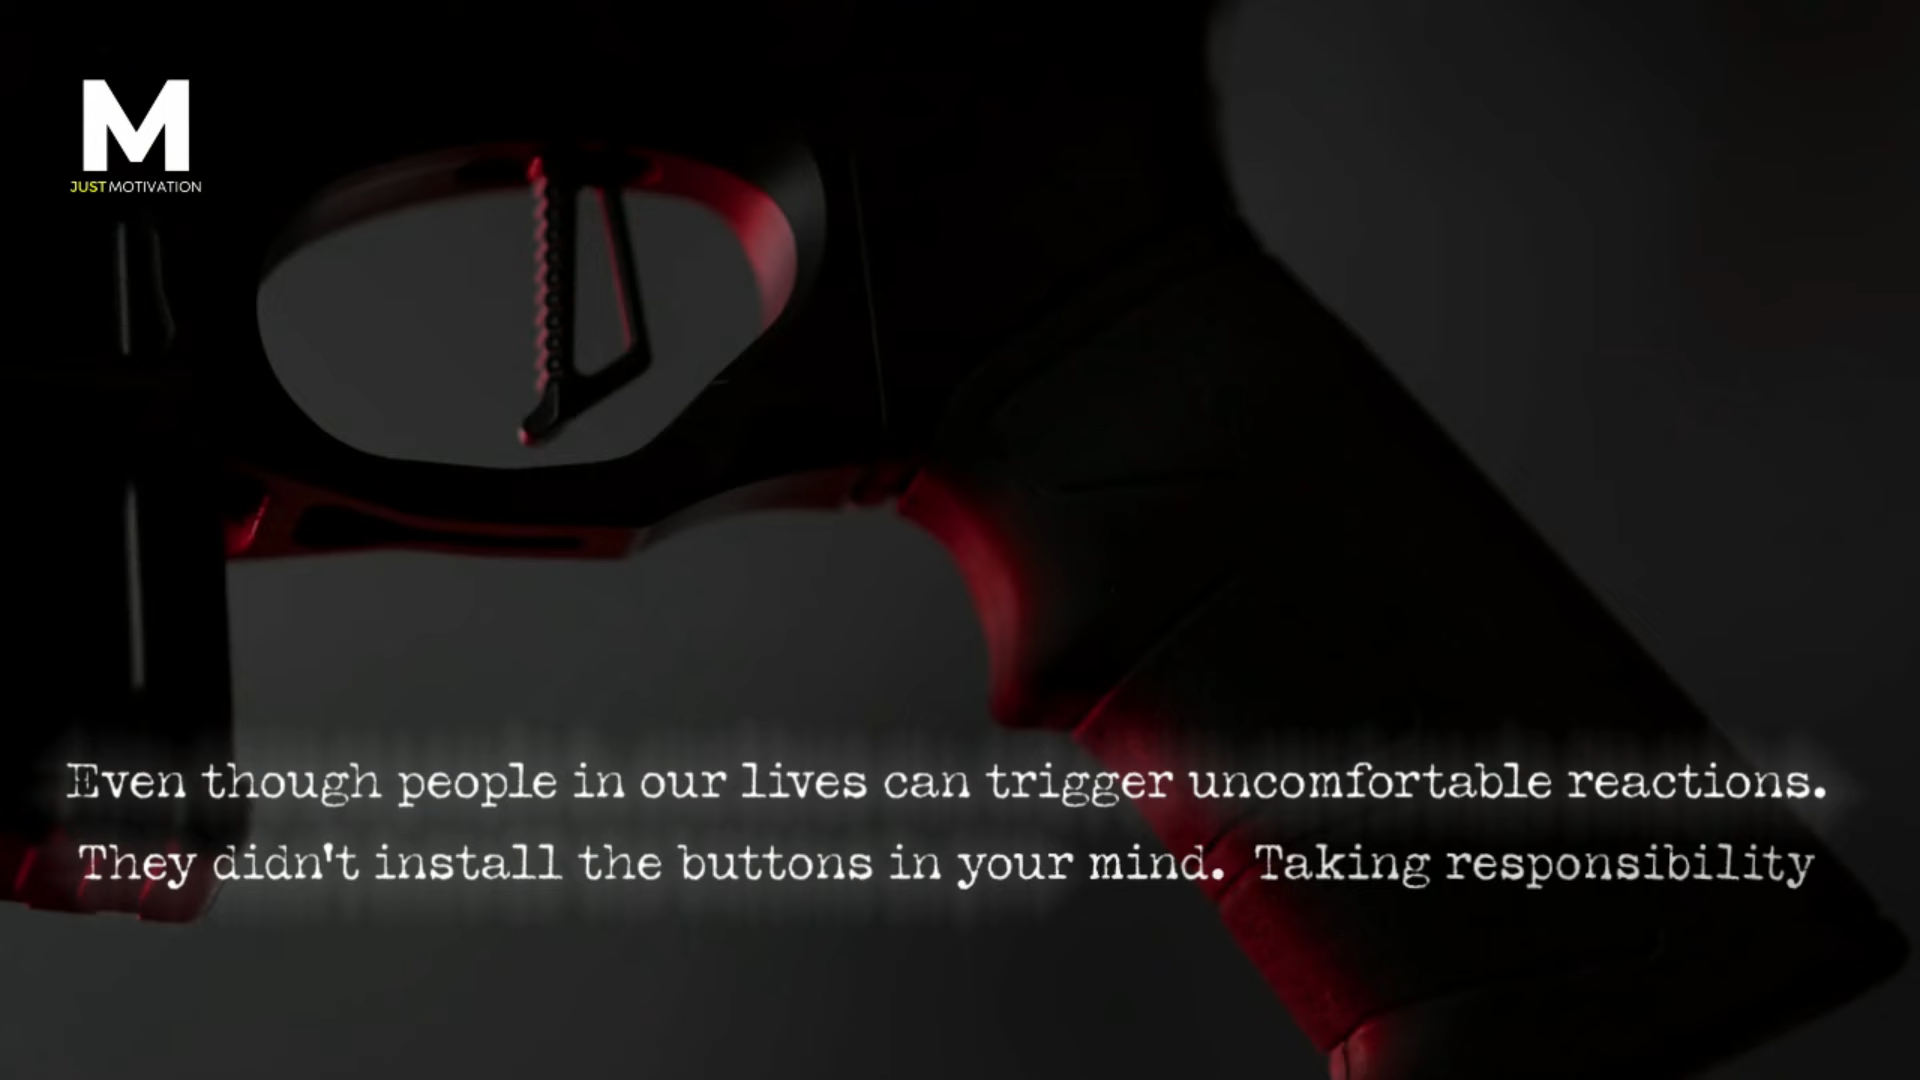 M
JUST MOTIVATION
Even though people in our lives can trigger uncomfortable reactions.
They didn't install the buttons in your mind. Taking responsibility